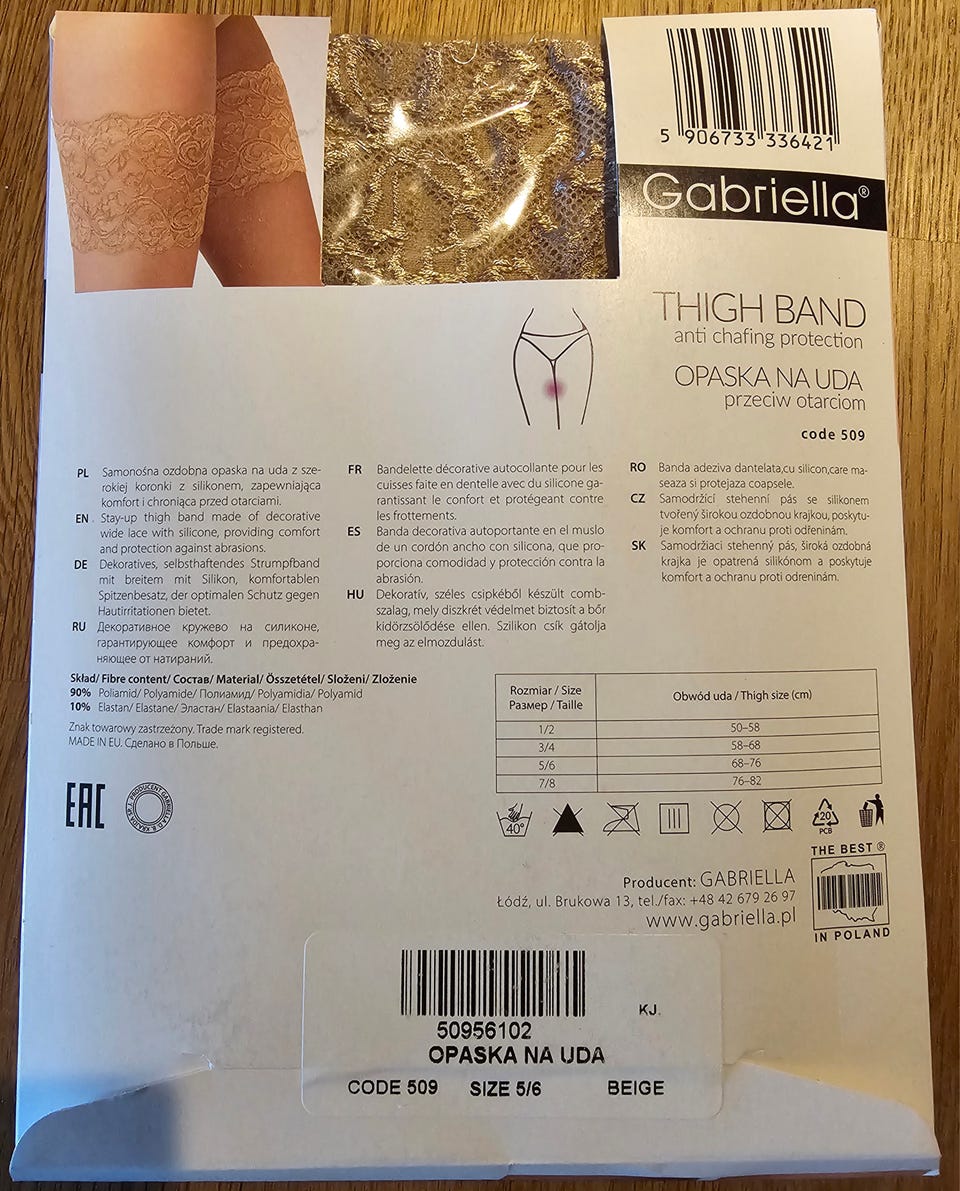 5 906733 336421
Gabriella®
THIGH BAND
anti chafing protection
OPASKA NA UDA
przeciw otarciom
code 509
PL Samonośna ozdobna opaska na uda z sze-
rokiej koronki z silikonem, zapewniająca
komfort i chroniąca przed otarciami.
EN Stay-up thigh band made of decorative
wide lace with silicone, providing comfort
and protection against abrasions.
DE Dekoratives, selbsthaftendes Strumpfband
mit breitem mit Silikon, komfortablen
Spitzenbesatz, der optimalen Schutz gegen
Hautirritationen bietet.
RU Декоративное кружево на силиконе,
гарантирующее комфорт и предохра-
няющее от натираний.
FR Bandelette décorative autocollante pour les
cuisses faite en dentelle avec du silicone ga-
rantissant le confort et protégeant contre
les frottements.
ES Banda decorativa autoportante en el muslo
de un cordón ancho con silicona, que pro-
porciona comodidad y protección contra la
abrasión.
HU Dekoratív, széles csipkéből készült comb-
szalag, mely diszkrét védelmet biztosít a bőr
kidörzsölődése ellen. Szilikon csík gátolja
meg az elmozdulást.
RO Banda adeziva dantelata,cu silicon,care ma-
seaza si protejaza coapsele.
CZ Samodržící stehenní pás se silikonem
tvořený širokou ozdobnou krajkou, poskytu-
je komfort a ochranu proti odřeninám.
SK Samodržiaci stehenný pás, široká ozdobná
krajka je opatrená silikónom a poskytuje
komfort a ochranu proti odreninám.
Skład/ Fibre content/ Состав/ Material/ Összetétel/ Složení/ Zloženie
90% Poliamid/ Polyamide/ Полиамид/ Polyamidia/ Polyamid
10% Elastan/ Elastane/ Эластан/ Elastaania/ Elasthan
Znak towarowy zastrzeżony. Trade mark registered.
MADE IN EU. Сделано в Польше.
Rozmiar / Size Obwód uda / Thigh size (cm)
Размер / Taille
1/2 50–58
3/4 58–68
5/6 68–76
7/8 76–82
EAC
40°
20
PCB
THE BEST ®
IN POLAND
Producent: GABRIELLA
Łódź, ul. Brukowa 13, tel./fax: +48 42 679 26 97
www.gabriella.pl
KJ.
50956102
OPASKA NA UDA
CODE 509 SIZE 5/6 BEIGE